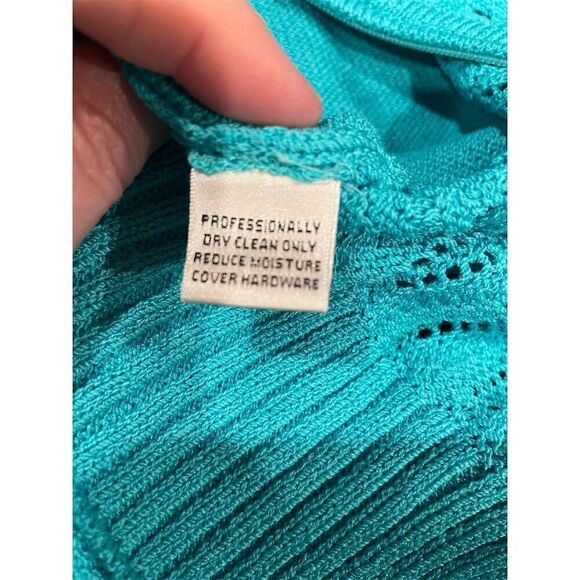 PROFESSIONALLY
DRY CLEAN ONLY
REDUCE MOISTURE
COVER HARDWARE